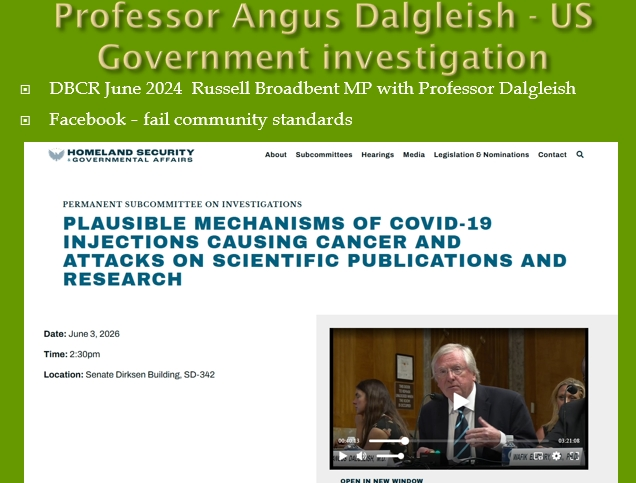 Professor Angus Dalgleish - US
Government investigation
DBCR June 2024 Russell Broadbent MP with Professor Dalgleish
Facebook – fail community standards
HOMELAND SECURITY
& GOVERNMENTAL AFFAIRS
About Subcommittees Hearings Media Legislation & Nominations Contact
PERMANENT SUBCOMMITTEE ON INVESTIGATIONS
PLAUSIBLE MECHANISMS OF COVID-19
INJECTIONS CAUSING CANCER AND
ATTACKS ON SCIENTIFIC PUBLICATIONS AND
RESEARCH
Date: June 3, 2026
Time: 2:30pm
Location: Senate Dirksen Building, SD-342
03:21:08
OPEN IN NEW WINDOW